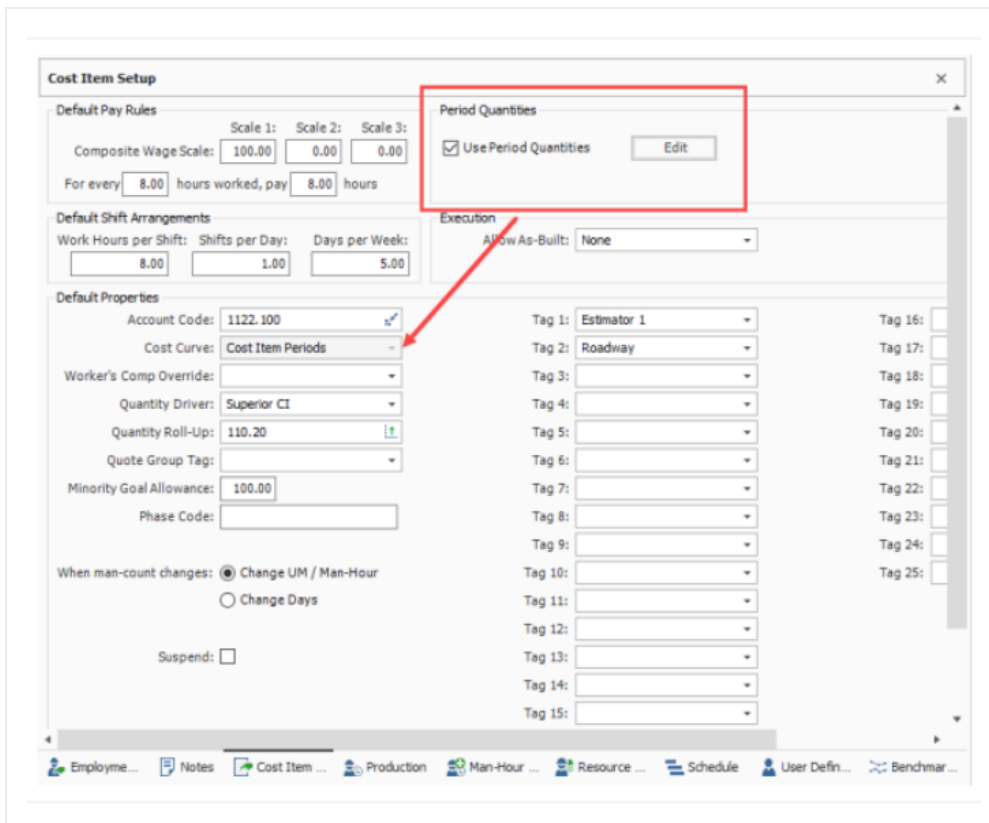 Cost Item Setup
Default Pay Rules
Scale 1: Scale 2: Scale 3:
Composite Wage Scale: 100.00 0.00 0.00
For every 8.00 hours worked, pay 8.00 hours
Period Quantities
Use Period Quantities Edit
Default Shift Arrangements
Work Hours per Shift: Shifts per Day: Days per Week:
8.00 1.00 5.00
Execution
Allow As-Built: None
Default Properties
Account Code: 1122.100 Tag 1: Estimator 1 Tag 16:
Cost Curve: Cost Item Periods Tag 2: Roadway Tag 17:
Worker's Comp Override: Tag 3: Tag 18:
Quantity Driver: Superior CI Tag 4: Tag 19:
Quantity Roll-Up: 110.20 Tag 5: Tag 20:
Quote Group Tag: Tag 6: Tag 21:
Minority Goal Allowance: 100.00 Tag 7: Tag 22:
Phase Code: Tag 8: Tag 23:
Tag 9: Tag 24:
When man-count changes: Change UM / Man-Hour Tag 10: Tag 25:
Change Days Tag 11:
Tag 12:
Suspend: Tag 13:
Tag 14:
Tag 15:
Employme... Notes Cost Item ... Production Man-Hour ... Resource ... Schedule User Defin... Benchmar...